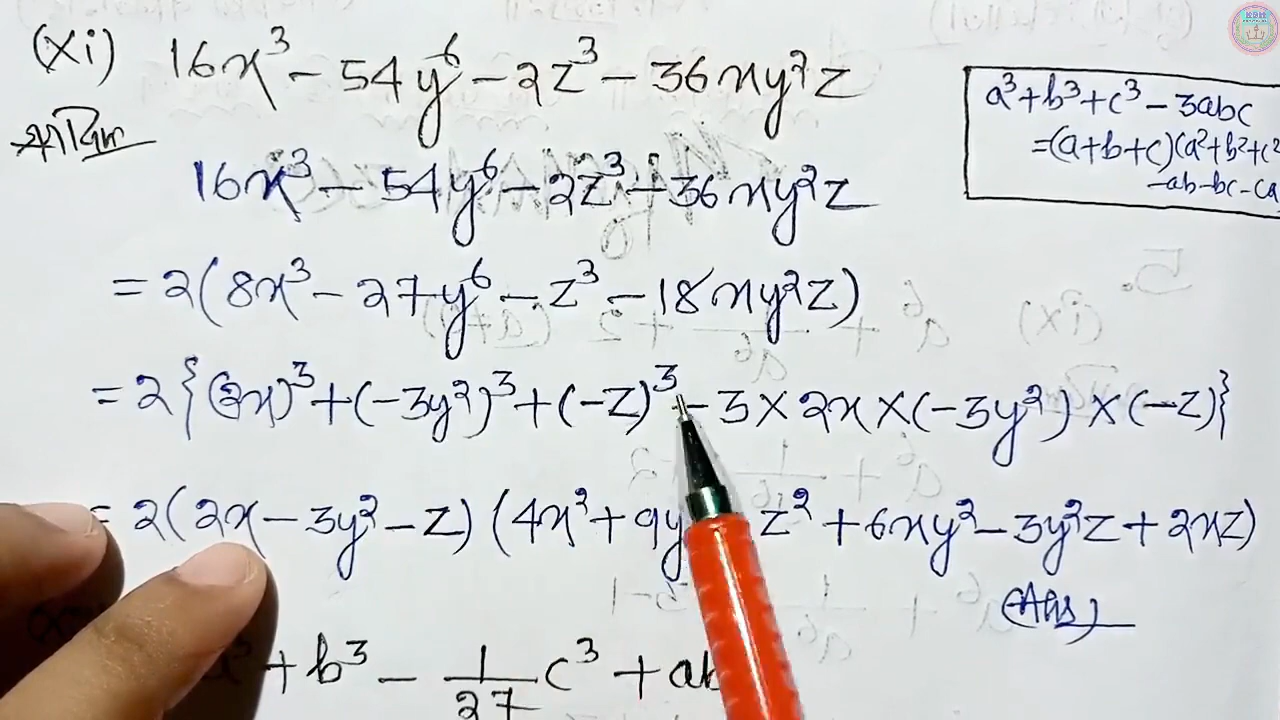 (xi) 16x³ - 54y⁶ - 2z³ - 36xy²z
a³+b³+c³ - 3abc
=(a+b+c)(a²+b²+c²
-ab-bc-ca
16x³ - 54y⁶ - 2z³ - 36xy²z
= 2(8x³ - 27y⁶ - z³ - 18xy²z)
= 2{(2x)³ + (-3y²)³ + (-z)³ - 3×2x×(-3y²)×(-z)}
= 2(2x - 3y² - z)(4x² + 9y z² + 6xy² - 3y²z + 2xz)
(Ans)
+ b³ - 1/27 c³ + ab